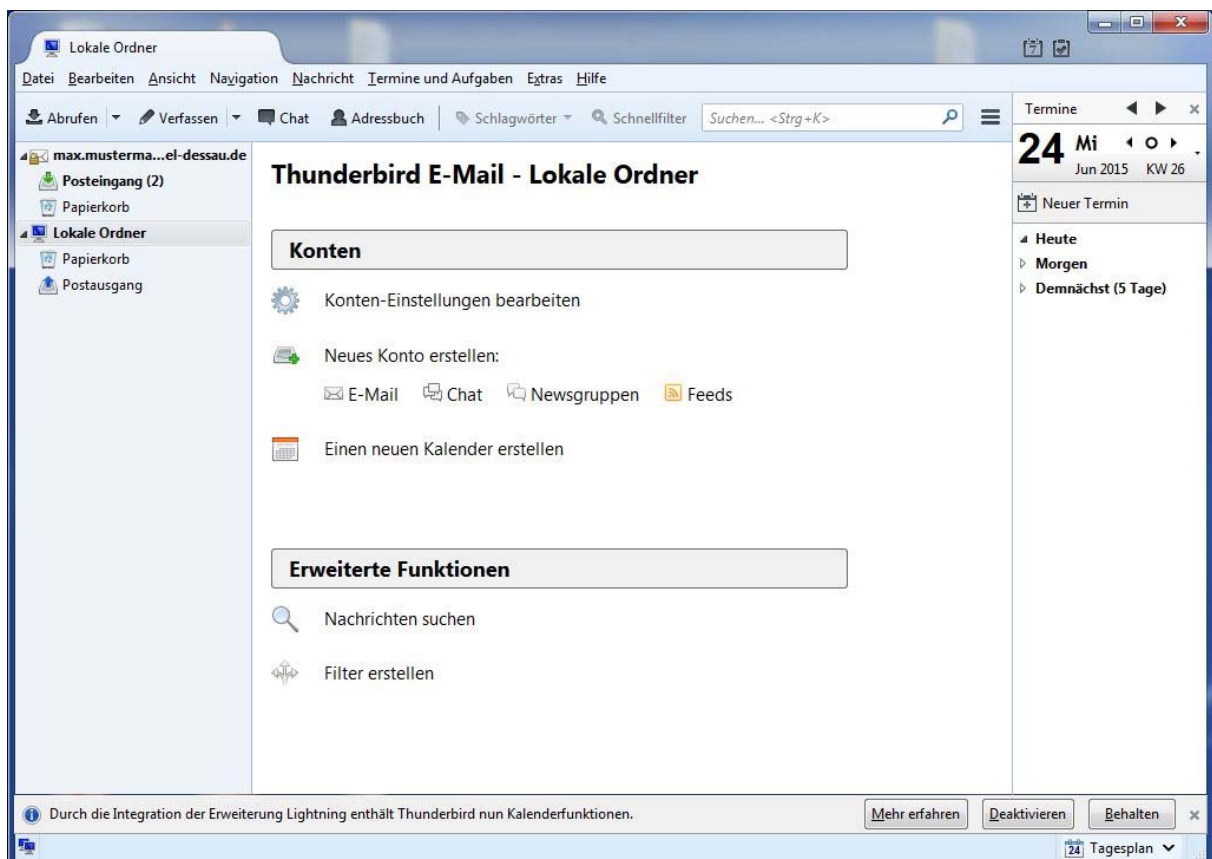 Lokale Ordner
Datei Bearbeiten Ansicht Navigation Nachricht Termine und Aufgaben Extras Hilfe
Abrufen Verfassen Chat Adressbuch Schlagwörter Schnellfilter Suchen... <Strg+K>
max.musterma...el-dessau.de
Posteingang (2)
Papierkorb
Lokale Ordner
Papierkorb
Postausgang
Thunderbird E-Mail - Lokale Ordner
Konten
Konten-Einstellungen bearbeiten
Neues Konto erstellen:
E-Mail Chat Newsgruppen Feeds
Einen neuen Kalender erstellen
Erweiterte Funktionen
Nachrichten suchen
Filter erstellen
7
Termine
24 Mi
Jun 2015 KW 26
Neuer Termin
Heute
Morgen
Demnächst (5 Tage)
Durch die Integration der Erweiterung Lightning enthält Thunderbird nun Kalenderfunktionen. Mehr erfahren Deaktivieren Behalten
24 Tagesplan